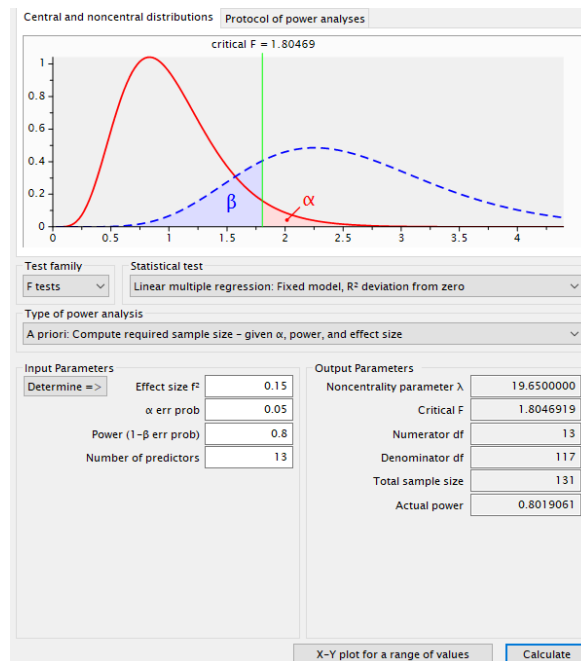 Central and noncentral distributions Protocol of power analyses
critical F = 1.80469
1
0.8
0.6
0.4
0.2
0
β
α
0 0.5 1 1.5 2 2.5 3 3.5 4
Test family Statistical test
F tests Linear multiple regression: Fixed model, R² deviation from zero
Type of power analysis
A priori: Compute required sample size – given α, power, and effect size
Input Parameters Output Parameters
Determine => Effect size f² 0.15 Noncentrality parameter λ 19.6500000
α err prob 0.05 Critical F 1.8046919
Power (1-β err prob) 0.8 Numerator df 13
Number of predictors 13 Denominator df 117
Total sample size 131
Actual power 0.8019061
X-Y plot for a range of values Calculate